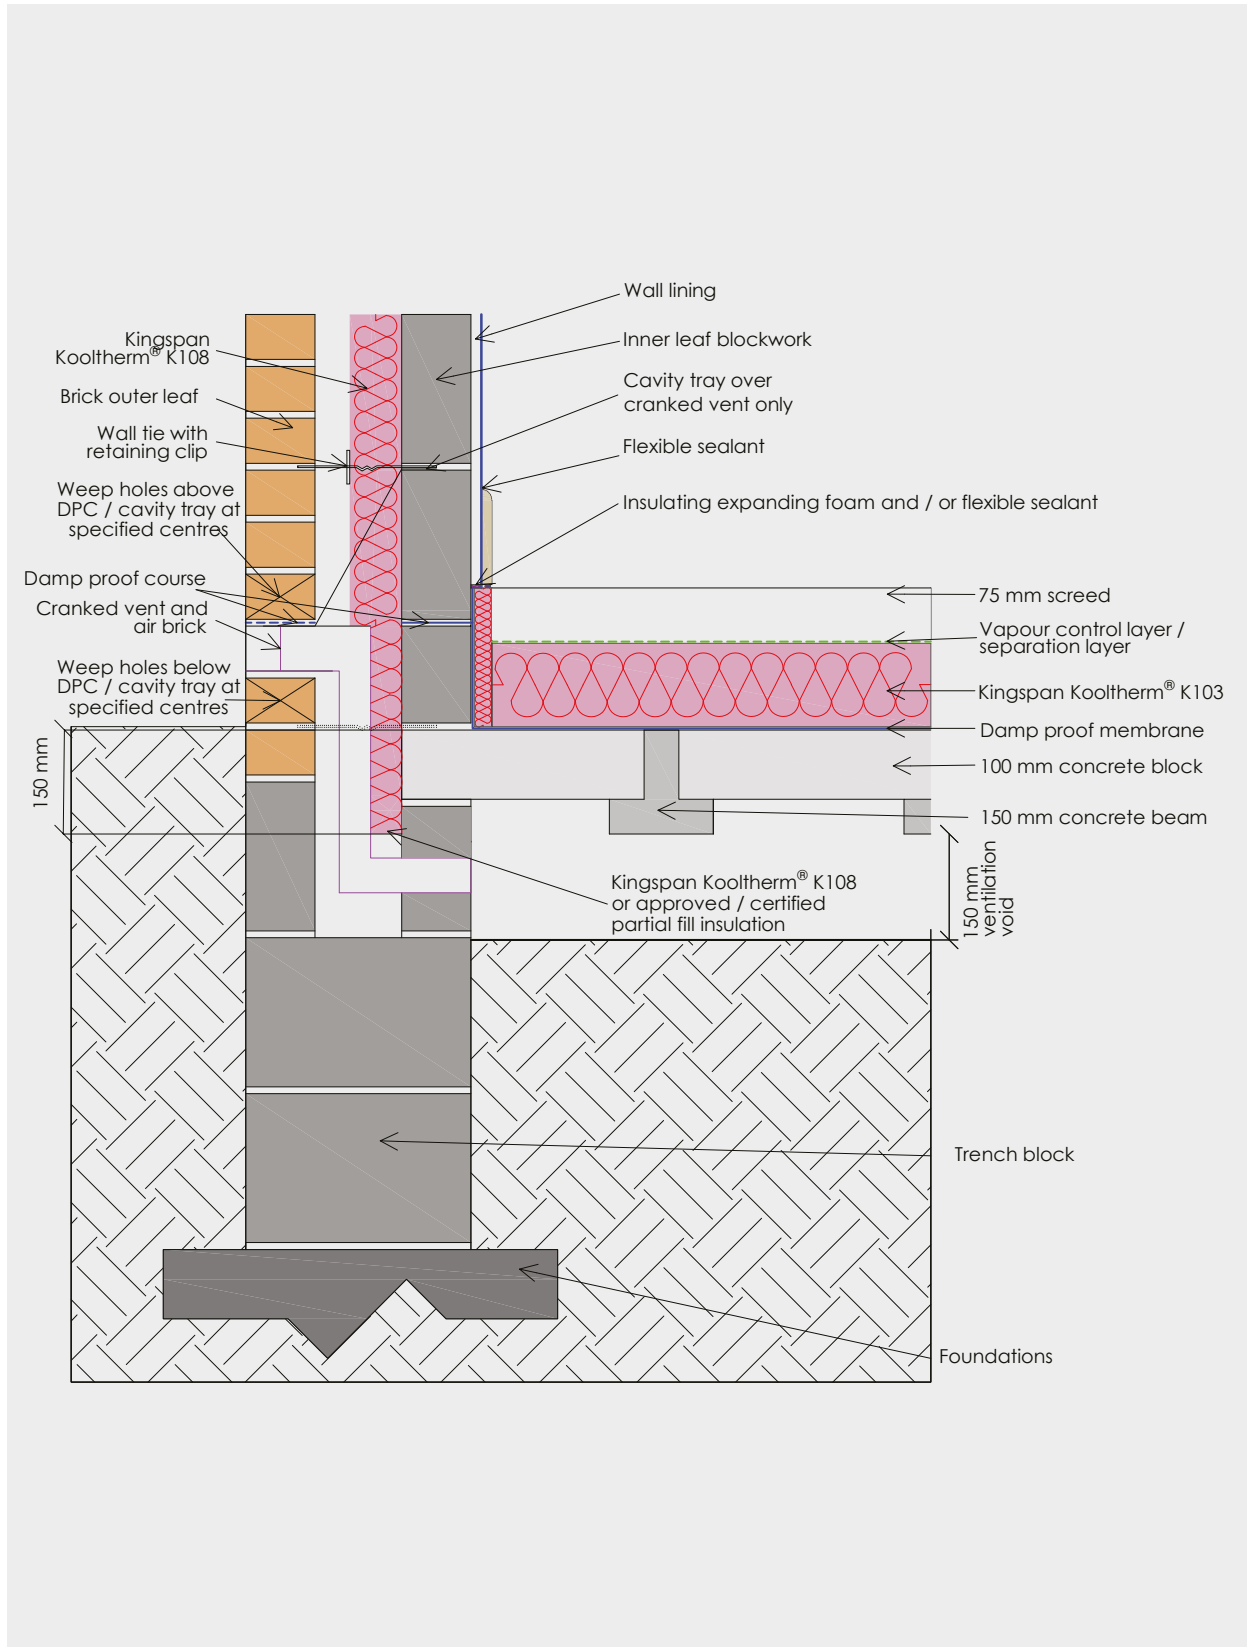 Wall lining
Kingspan
Kooltherm® K108
Inner leaf blockwork
Brick outer leaf
Cavity tray over
cranked vent only
Wall tie with
retaining clip
Flexible sealant
Weep holes above
DPC / cavity tray at
specified centres
Insulating expanding foam and / or flexible sealant
Damp proof course
Cranked vent and
air brick
75 mm screed
Vapour control layer /
separation layer
Weep holes below
DPC / cavity tray at
specified centres
Kingspan Kooltherm® K103
Damp proof membrane
150 mm
100 mm concrete block
150 mm concrete beam
Kingspan Kooltherm® K108
or approved / certified
partial fill insulation
150 mm
ventilation
void
Trench block
Foundations